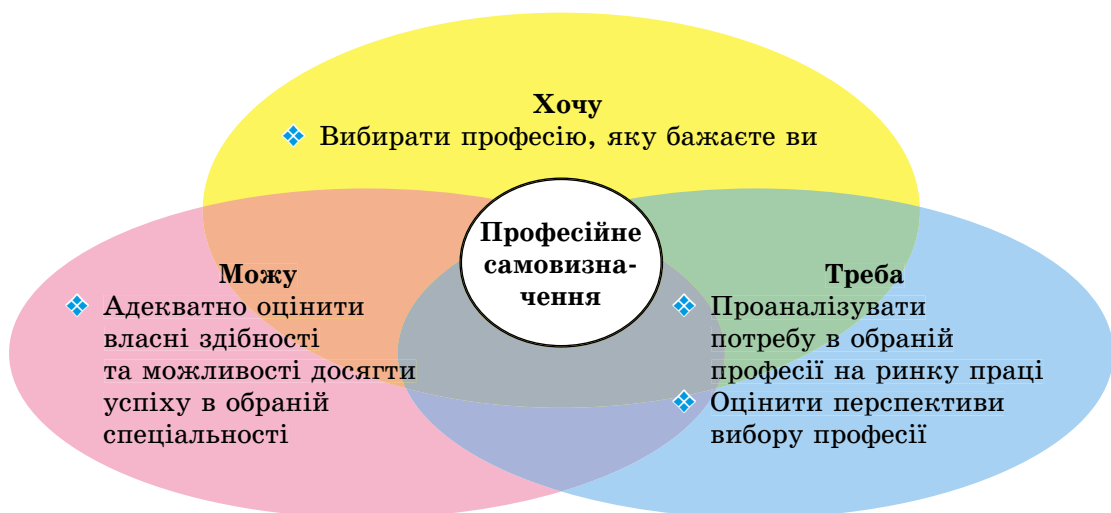 Хочу
❖ Вибирати професію, яку бажаєте ви
Професійне
самовизна-
чення
Можу
❖ Адекватно оцінити
власні здібності
та можливості досягти
успіху в обраній
спеціальності
Треба
❖ Проаналізувати
потребу в обраній
професії на ринку праці
❖ Оцінити перспективи
вибору професії